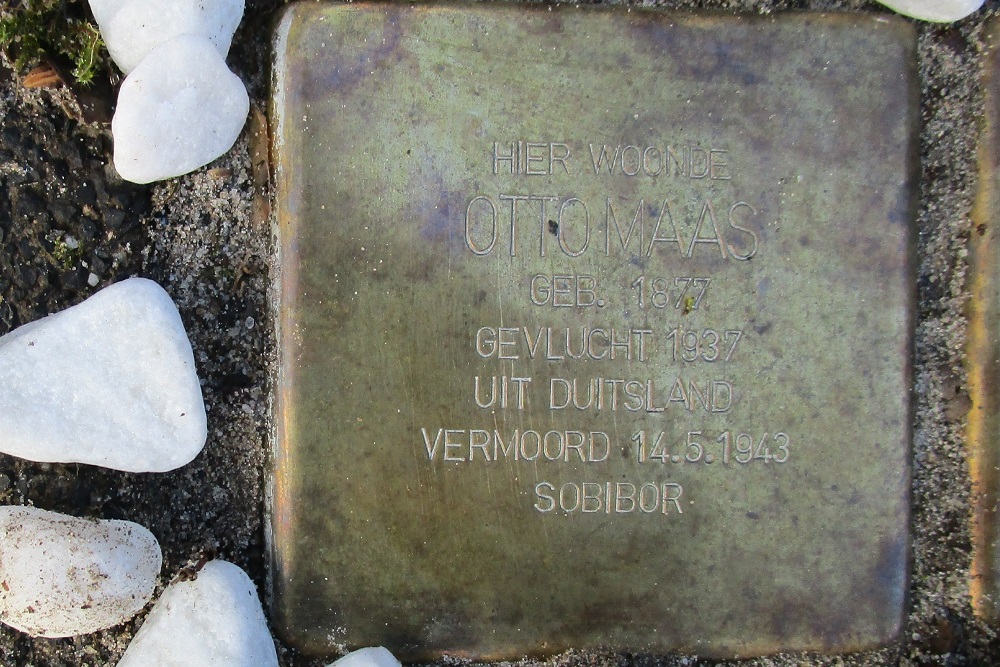 HIER WOONDE
OTTO MAAS
GEB. 1877
GEVLUCHT 1937
UIT DUITSLAND
VERMOORD 14.5.1943
SOBIBOR